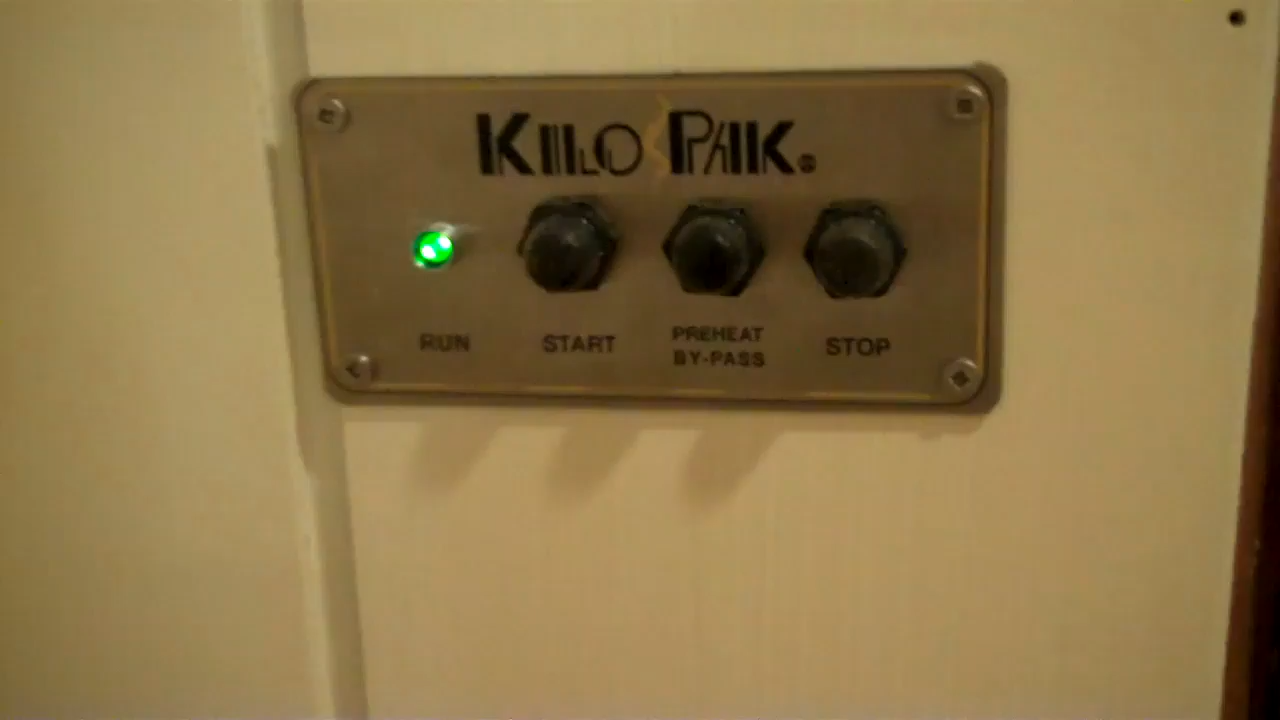 KILO PAK®
RUN
START
PREHEAT
BY-PASS
STOP